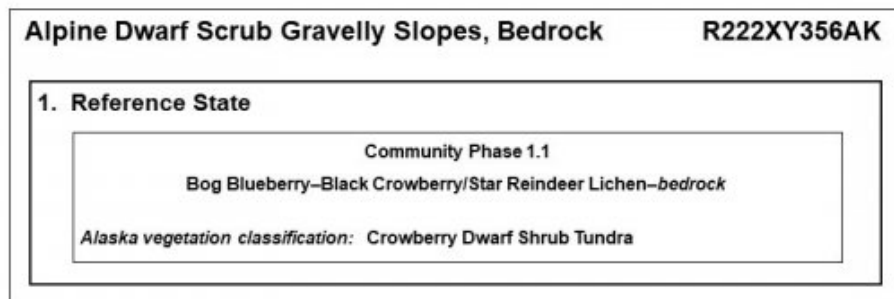 Alpine Dwarf Scrub Gravelly Slopes, Bedrock R222XY356AK
1. Reference State
Community Phase 1.1
Bog Blueberry–Black Crowberry/Star Reindeer Lichen–bedrock
Alaska vegetation classification: Crowberry Dwarf Shrub Tundra